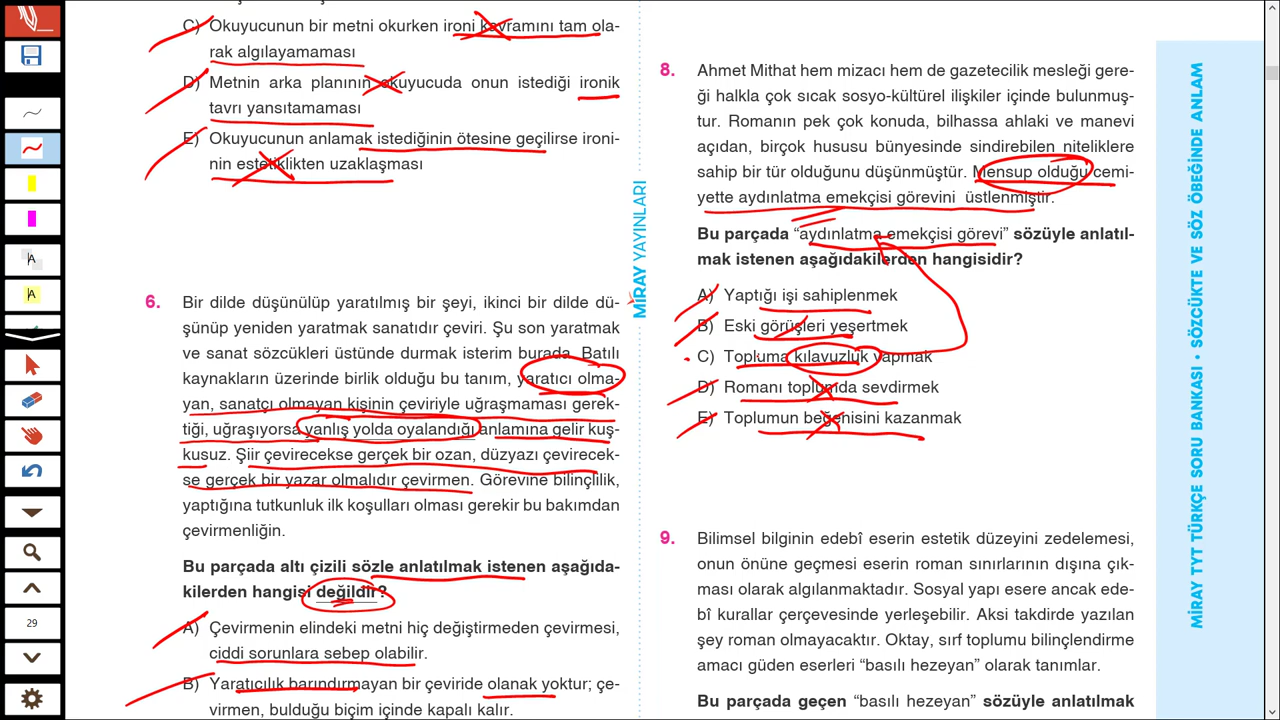 C) Okuyucunun bir metni okurken ironi kavramını tam ola-
rak algılayamaması
D) Metnin arka planının okuyucuda onun istediği ironik
tavrı yansıtamaması
E) Okuyucunun anlamak istediğinin ötesine geçilirse ironi-
nin estetiklikten uzaklaşması
6. Bir dilde düşünülüp yaratılmış bir şeyi, ikinci bir dilde dü-
şünüp yeniden yaratmak sanatıdır çeviri. Şu son yaratmak
ve sanat sözcükleri üstünde durmak isterim burada. Batılı
kaynakların üzerinde birlik olduğu bu tanım, yaratıcı olma-
yan, sanatçı olmayan kişinin çeviriyle uğraşmaması gerek-
tiği, uğraşıyorsa yanlış yolda oyalandığı anlamına gelir kuş-
kusuz. Şiir çevirecekse gerçek bir ozan, düzyazı çevirecek-
se gerçek bir yazar olmalıdır çevirmen. Görevine bilinçlilik,
yaptığına tutkunluk ilk koşulları olması gerekir bu bakımdan
çevirmenliğin.
Bu parçada altı çizili sözle anlatılmak istenen aşağıda-
kilerden hangisi değildir?
A) Çevirmenin elindeki metni hiç değiştirmeden çevirmesi,
ciddi sorunlara sebep olabilir.
B) Yaratıcılık barındırmayan bir çeviride olanak yoktur; çe-
virmen, bulduğu biçim içinde kapalı kalır.
MİRAY YAYINLARI
8. Ahmet Mithat hem mizacı hem de gazetecilik mesleği gere-
ği halkla çok sıcak sosyo-kültürel ilişkiler içinde bulunmuş-
tur. Romanın pek çok konuda, bilhassa ahlaki ve manevi
açıdan, birçok hususu bünyesinde sindirebilen niteliklere
sahip bir tür olduğunu düşünmüştür. Mensup olduğu cemi-
yette aydınlatma emekçisi görevini üstlenmiştir.
Bu parçada “aydınlatma emekçisi görevi” sözüyle anlatıl-
mak istenen aşağıdakilerden hangisidir?
A) Yaptığı işi sahiplenmek
B) Eski görüşleri yeşertmek
C) Topluma kılavuzluk yapmak
D) Romanı toplumda sevdirmek
E) Toplumun beğenisini kazanmak
9. Bilimsel bilginin edebî eserin estetik düzeyini zedelemesi,
onun önüne geçmesi eserin roman sınırlarının dışına çık-
ması olarak algılanmaktadır. Sosyal yapı esere ancak ede-
bî kurallar çerçevesinde yerleşebilir. Aksi takdirde yazılan
şey roman olmayacaktır. Oktay, sırf toplumu bilinçlendirme
amacı güden eserleri “basılı hezeyan” olarak tanımlar.
Bu parçada geçen “basılı hezeyan” sözüyle anlatılmak
MİRAY TYT TÜRKÇE SORU BANKASI • SÖZCÜKTE VE SÖZ ÖBEĞİNDE ANLAM
A
A
29